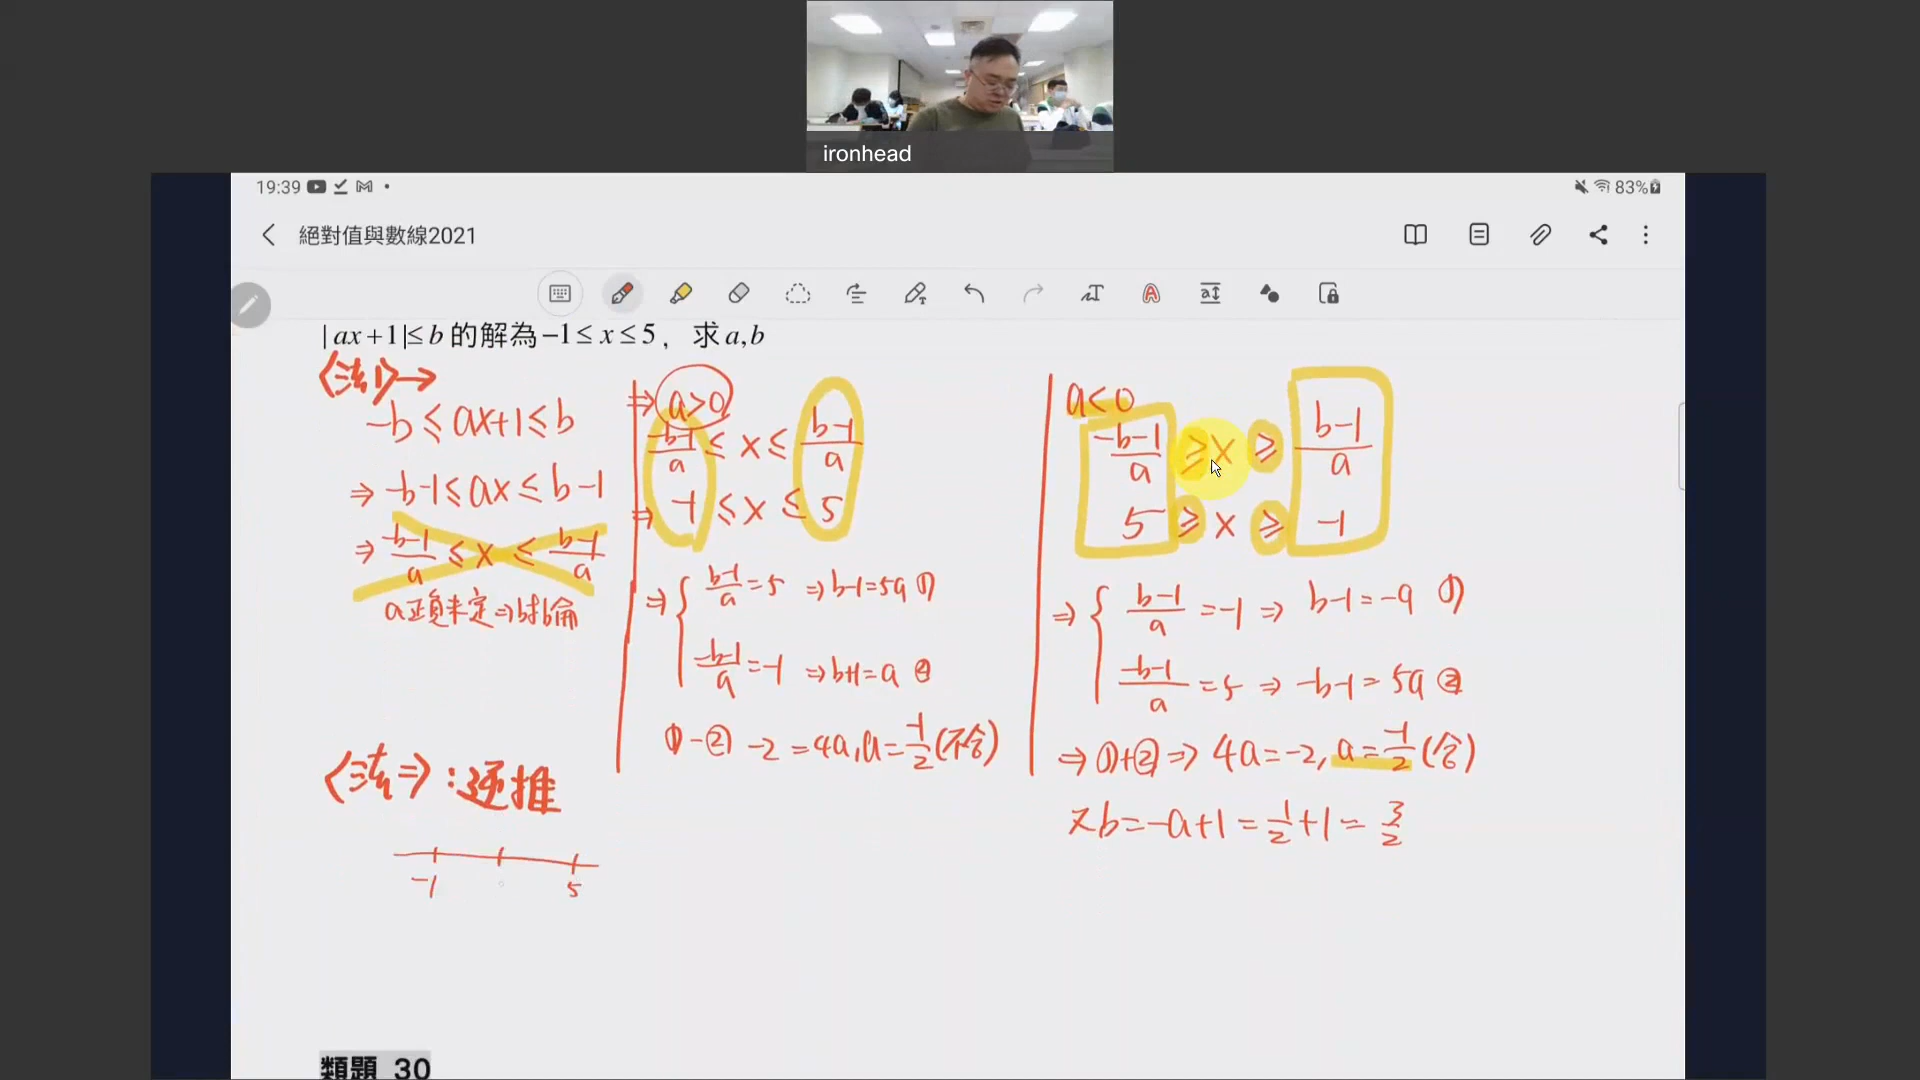 ironhead
19:39
83%
絕對值與數線2021
|ax+1|≤b 的解為 −1≤x≤5, 求 a,b
〈法1〉→
-b≤ax+1≤b
⇒ -b-1≤ax≤b-1
⇒ -b-1/a ≤ x ≤ b-1/a
a正負未定⇒討論
⇒ a>0
-b-1/a ≤ x ≤ b-1/a
⇒ -1 ≤ x ≤ 5
⇒ { b-1/a = 5 ⇒ b-1=5a ①
-b-1/a = -1 ⇒ b+1=a ②
①-② -2=4a, a=-1/2 (不合)
a<0
-b-1/a ≥ x ≥ b-1/a
5 ≥ x ≥ -1
⇒ { b-1/a = -1 ⇒ b-1=-a ①
-b-1/a = 5 ⇒ -b-1=5a ②
⇒ ①+② ⇒ 4a=-2, a=-1/2 (合)
又b=-a+1=1/2+1=3/2
〈法二〉:逆推
-1 5
類題 30